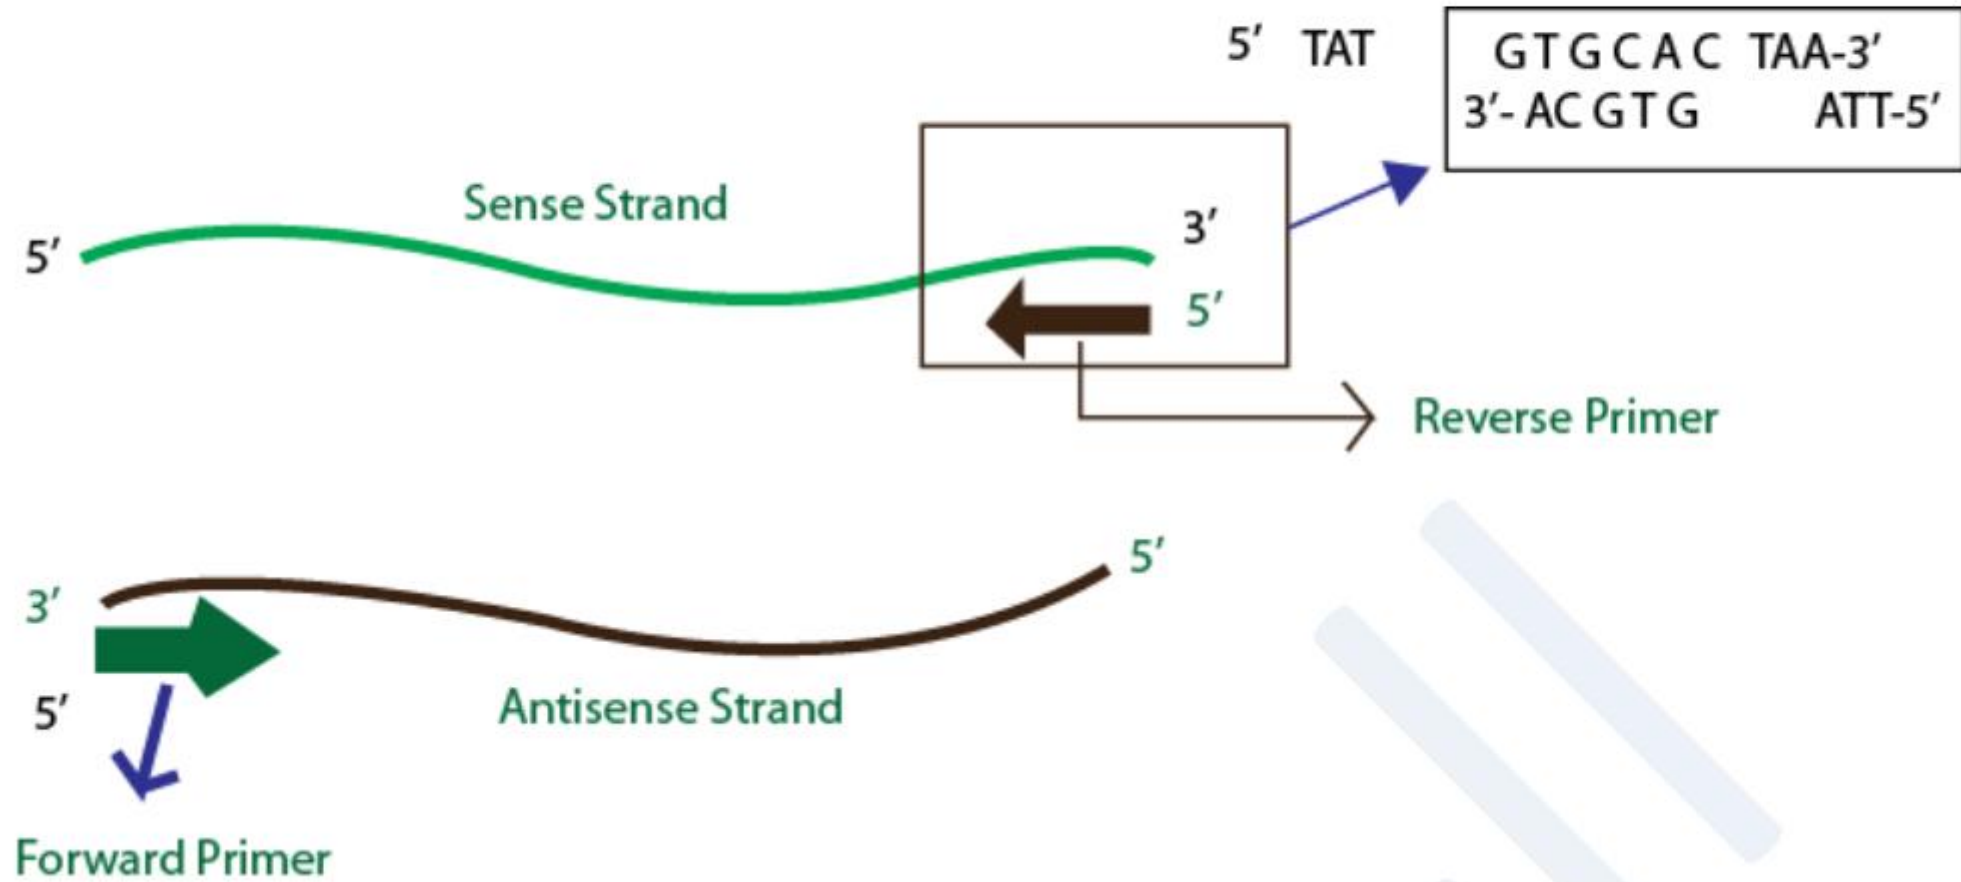 5′ TAT
GTGCAC TAA-3′
3′- ACGTG ATT-5′
Sense Strand
5′
3′
5′
Reverse Primer
5′
3′
Antisense Strand
5′
Forward Primer